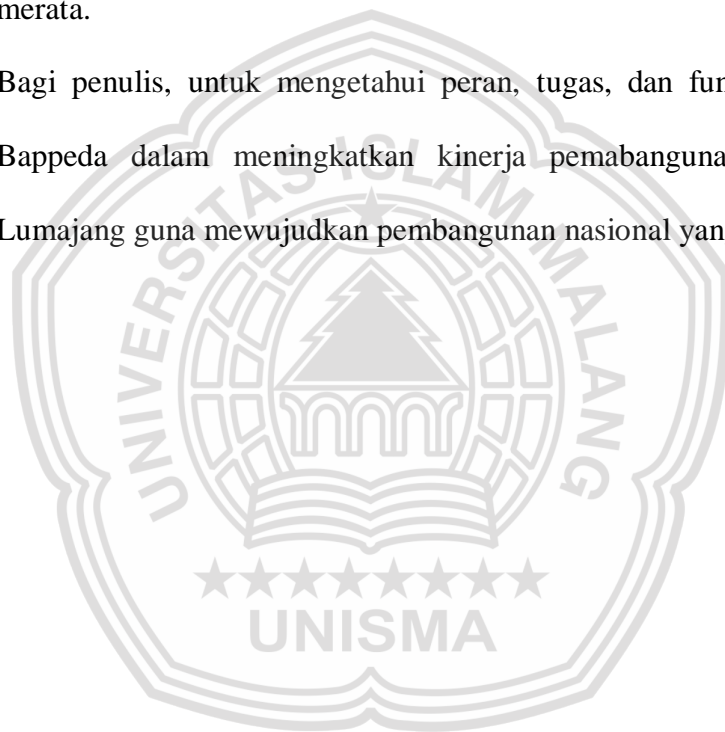 merata.
Bagi penulis, untuk mengetahui peran, tugas, dan fun
Bappeda dalam meningkatkan kinerja pemabanguna
Lumajang guna mewujudkan pembangunan nasional yan
UNIVERSITAS ISLAM MALANG
UNISMA